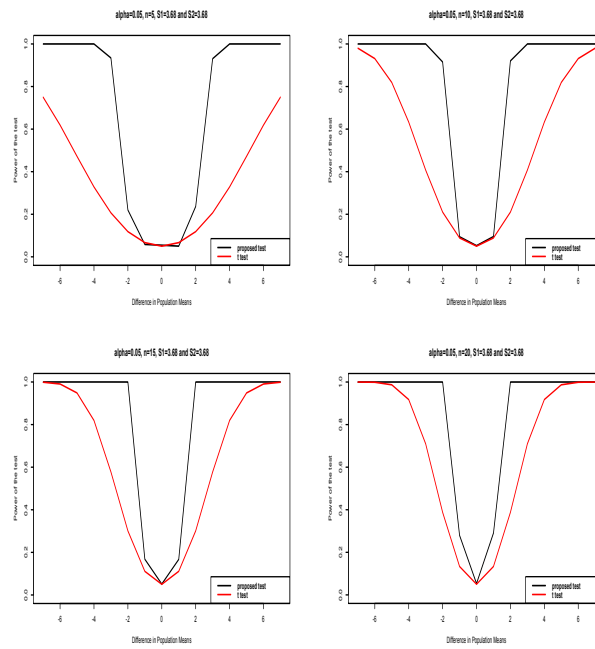 alpha=0.05, n=5, S1=3.68 and S2=3.68
Power of the test
0.0 0.2 0.4 0.6 0.8 1.0
-6 -4 -2 0 2 4 6
Difference in Population Means
proposed test
t test
alpha=0.05, n=10, S1=3.68 and S2=3.68
Power of the test
0.0 0.2 0.4 0.6 0.8 1.0
-6 -4 -2 0 2 4 6
Difference in Population Means
proposed test
t test
alpha=0.05, n=15, S1=3.68 and S2=3.68
Power of the test
0.0 0.2 0.4 0.6 0.8 1.0
-6 -4 -2 0 2 4 6
Difference in Population Means
proposed test
t test
alpha=0.05, n=20, S1=3.68 and S2=3.68
Power of the test
0.0 0.2 0.4 0.6 0.8 1.0
-6 -4 -2 0 2 4 6
Difference in Population Means
proposed test
t test